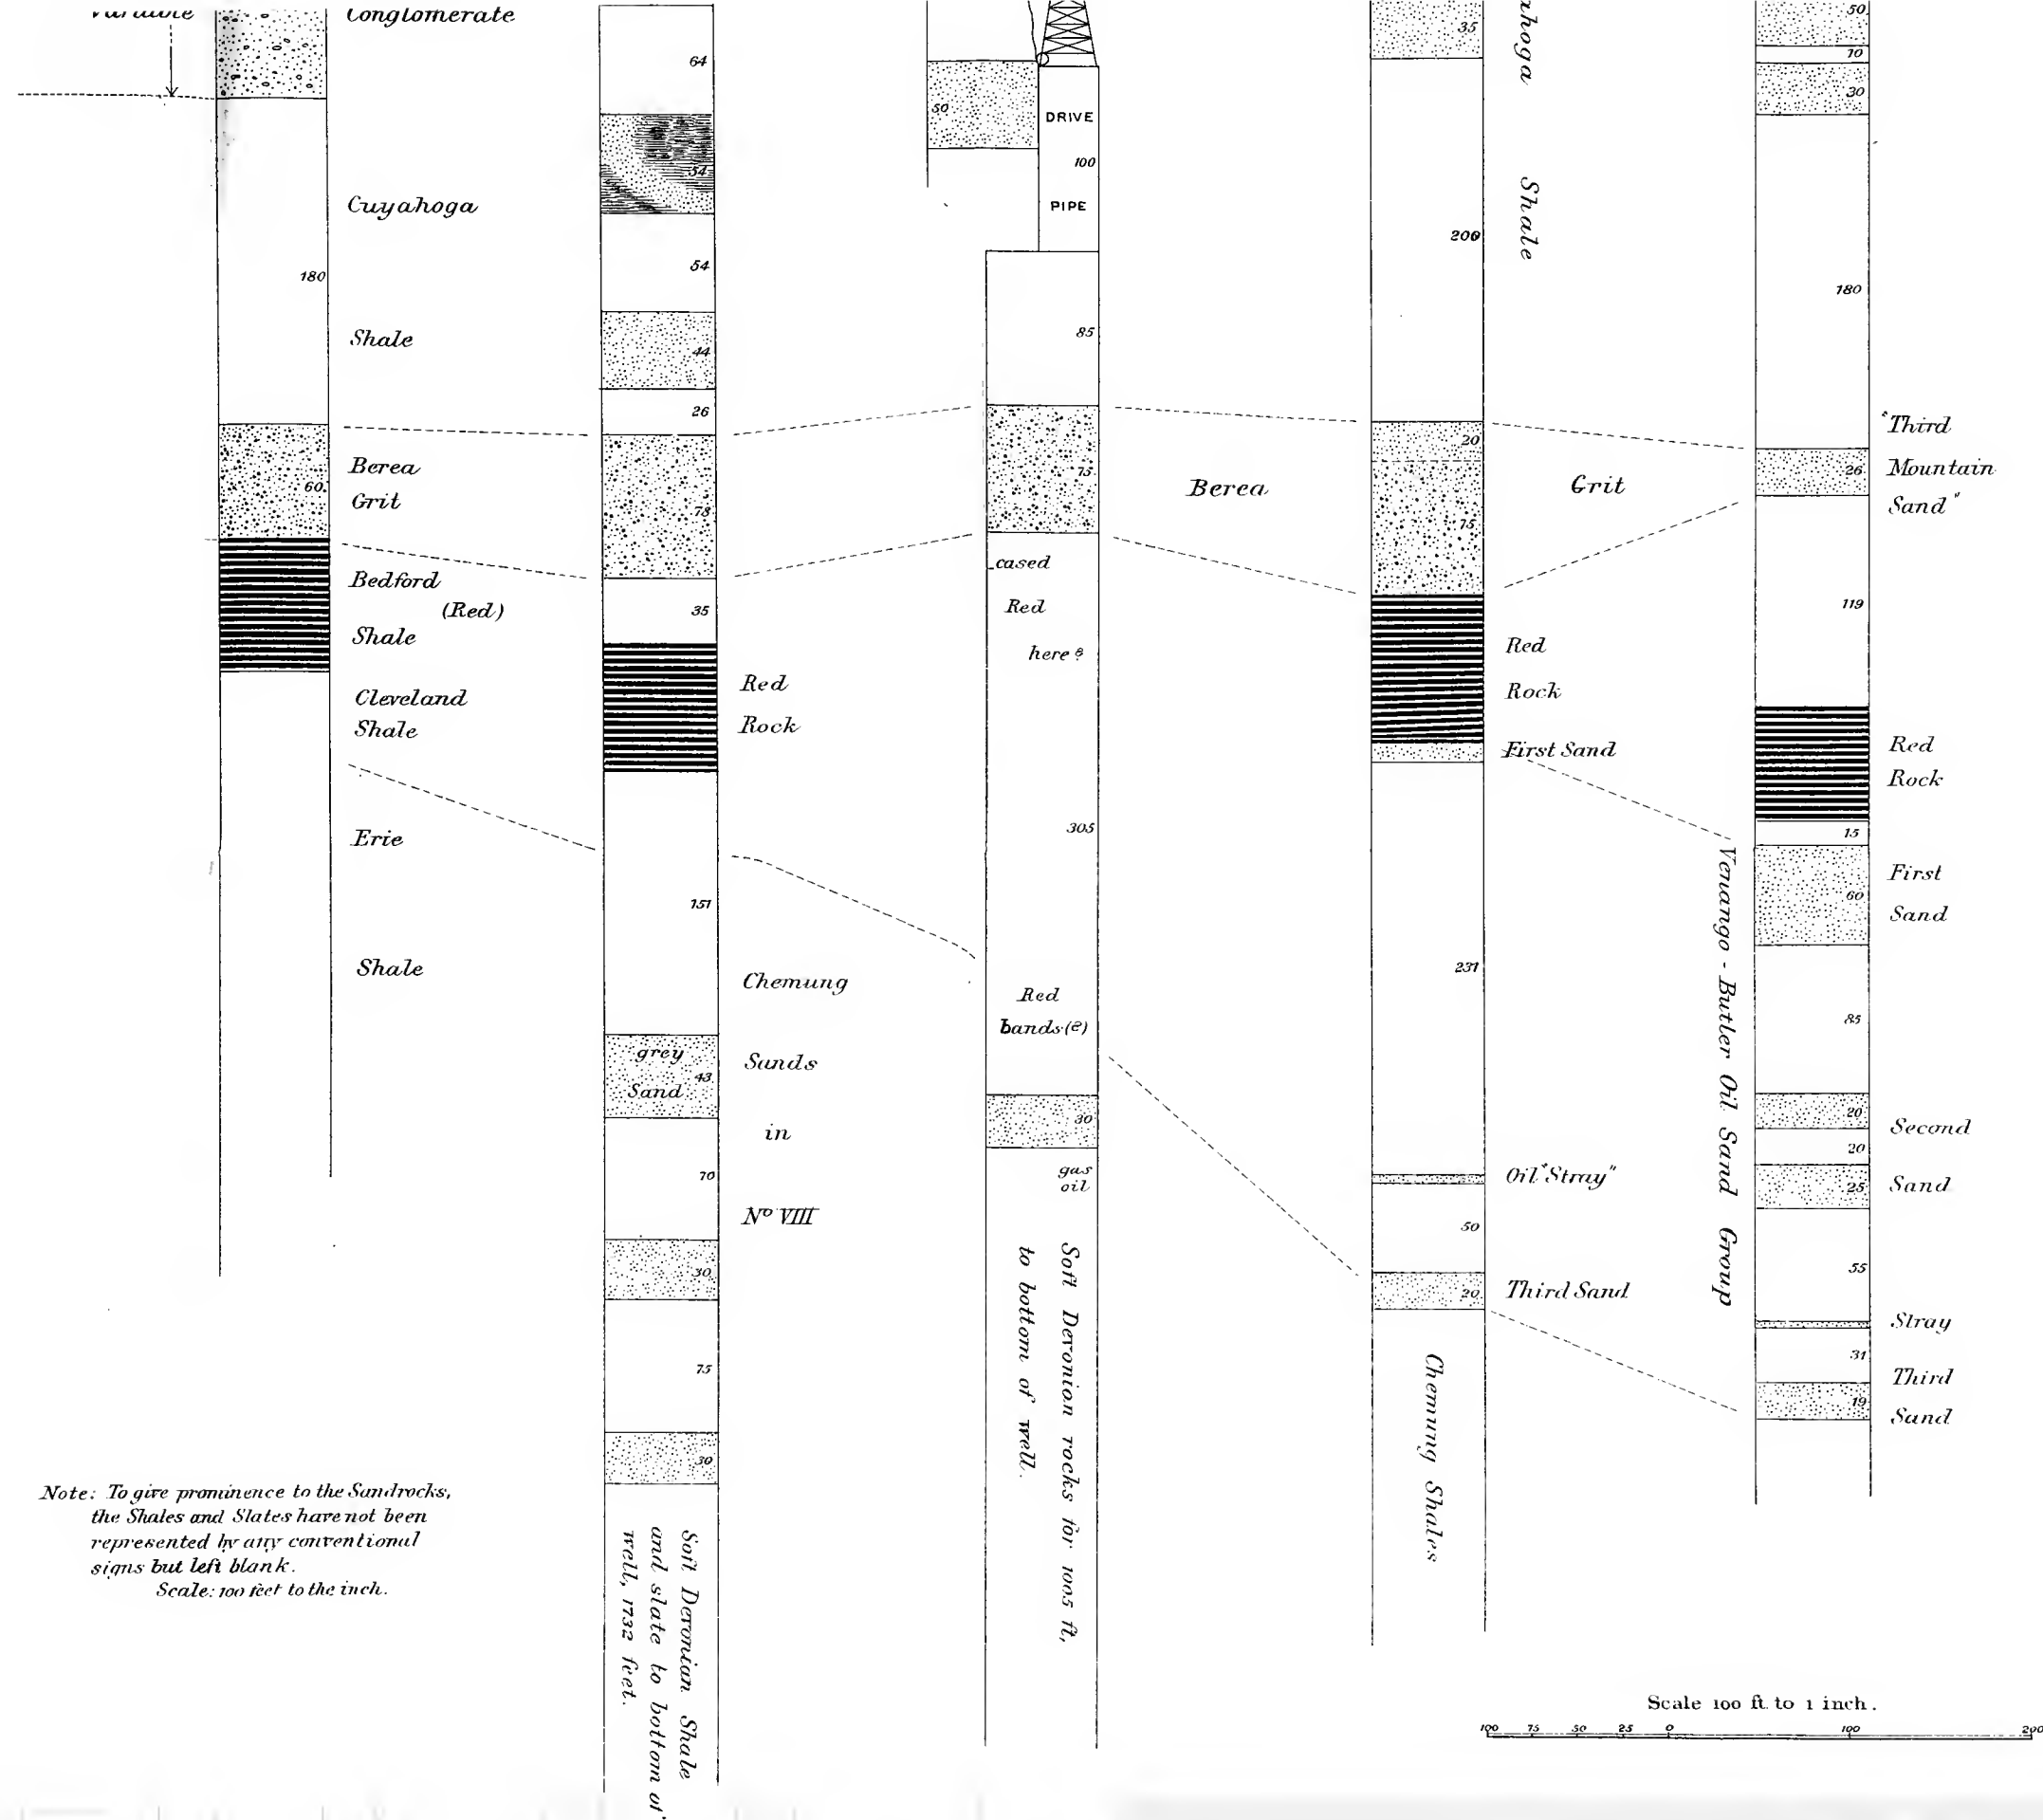 Variable
Conglomerate
Cuyahoga
180
Shale
Berea
60
Grit
Bedford
(Red)
Shale
Cleveland
Shale
Erie
Shale
64
54
54
44
26
78
35
Red
Rock
151
Chemung
grey
Sand
43
Sands
in
70
No VIII
30
75
30
Soft Devonian Shale
and slate to bottom of
well, 1732 feet.
50
DRIVE
100
PIPE
85
73
cased
Red
here?
305
Red
bands (?)
30
gas
oil
Soft Devonion rocks for 1005 ft,
to bottom of well.
Berea
Grit
35
ahoga
Shale
200
20
75
Red
Rock
First Sand
231
Oil "Stray"
50
20
Third Sand
Chemung Shales
50
10
30
180
"Third
26
Mountain
Sand"
119
Red
Rock
15
First
60
Sand
85
20
Second
20
25
Sand
55
Stray
31
Third
19
Sand
Venango - Butler Oil Sand Group
Note: To give prominence to the Sandrocks,
the Shales and Slates have not been
represented by any conventional
signs but left blank.
Scale: 100 feet to the inch.
Scale 100 ft. to 1 inch.
100 75 50 25 0 100 200